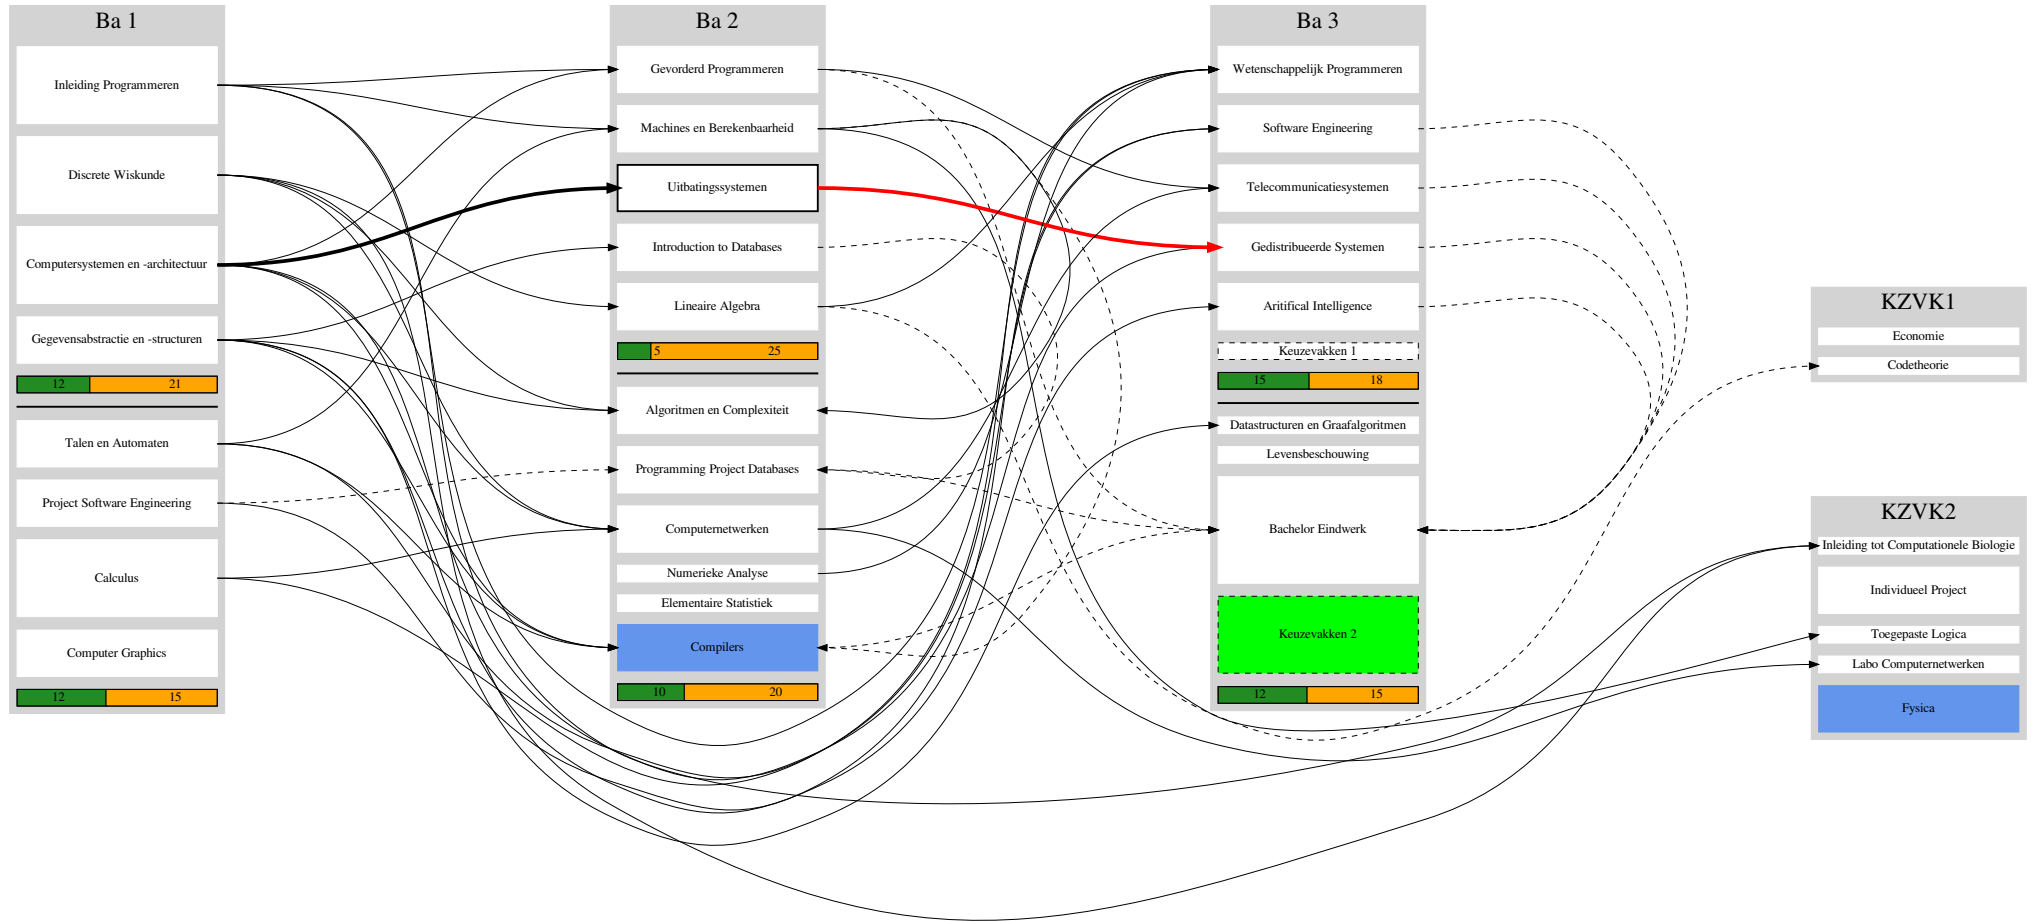 Ba 1
Inleiding Programmeren
Discrete Wiskunde
Computersystemen en -architectuur
Gegevensabstractie en -structuren
12 21
Talen en Automaten
Project Software Engineering
Calculus
Computer Graphics
12 15
Ba 2
Gevorderd Programmeren
Machines en Berekenbaarheid
Uitbatingssystemen
Introduction to Databases
Lineaire Algebra
5 25
Algoritmen en Complexiteit
Programming Project Databases
Computernetwerken
Numerieke Analyse
Elementaire Statistiek
Compilers
10 20
Ba 3
Wetenschappelijk Programmeren
Software Engineering
Telecommunicatiesystemen
Gedistribueerde Systemen
Aritifical Intelligence
Keuzevakken 1
15 18
Datastructuren en Graafalgoritmen
Levensbeschouwing
Bachelor Eindwerk
Keuzevakken 2
12 15
KZVK1
Economie
Codetheorie
KZVK2
Inleiding tot Computationele Biologie
Individueel Project
Toegepaste Logica
Labo Computernetwerken
Fysica